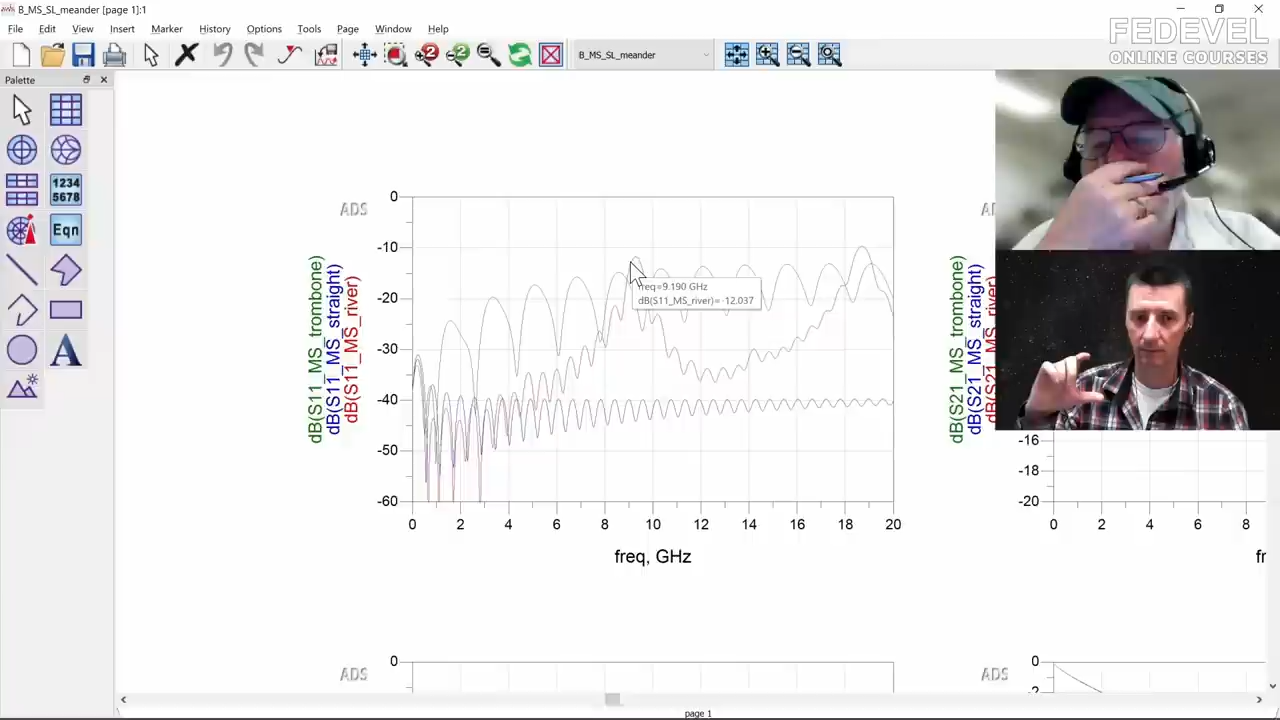 B_MS_SL_meander [page 1]:1
File Edit View Insert Marker History Options Tools Page Window Help
FEDEVEL
ONLINE COURSES
2 2
B_MS_SL_meander
Palette
1234
5678
Eqn
ADS
dB(S11_MS_trombone)
dB(S11_MS_straight)
dB(S11_MS_river)
0
-10
-20
-30
-40
-50
-60
0 2 4 6 8 10 12 14 16 18 20
freq, GHz
freq=9.190 GHz
dB(S11_MS_river)=-12.037
dB(S21_MS_trombone)
dB(S21_MS_straight)
-16
-18
-20
0 2 4 6 8
ADS
0
ADS
0
page 1